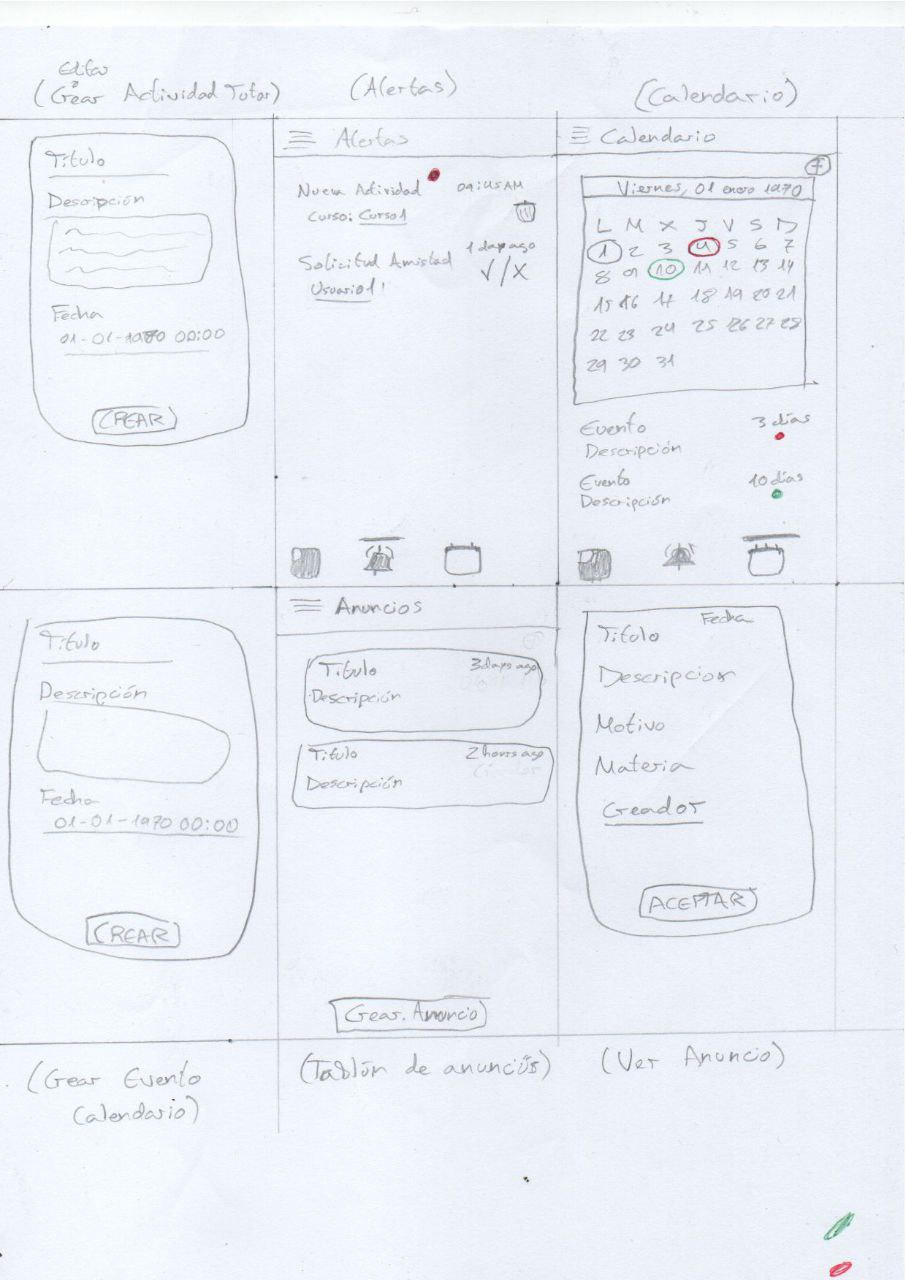 Editar
o
(Crear Actividad Tutor)
(Alertas)
(Calendario)
Título
Descripción
Fecha
01-01-1970 00:00
CREAR
Alertas
Nueva Actividad
09:45 AM
Curso: Curso1
Solicitud Amistad
1 day ago
Usuario1
√/X
Calendario
+
Viernes, 01 enero 1970
L M X J V S D
1 2 3 4 5 6 7
8 09 10 11 12 13 14
15 16 17 18 19 20 21
22 23 24 25 26 27 28
29 30 31
Evento 3 días
Descripción
Evento 10 días
Descripción
Título
Descripción
Fecha
01-01-1970 00:00
CREAR
Anuncios
Título 3 days ago
Descripción
Título 2 hours ago
Descripción
Crear Anuncio
Fecha
Titolo
Descripcion
Motivo
Materia
Creador
ACEPTAR
(Crear Evento
Calendario)
(Tablón de anuncios)
(Ver Anuncio)